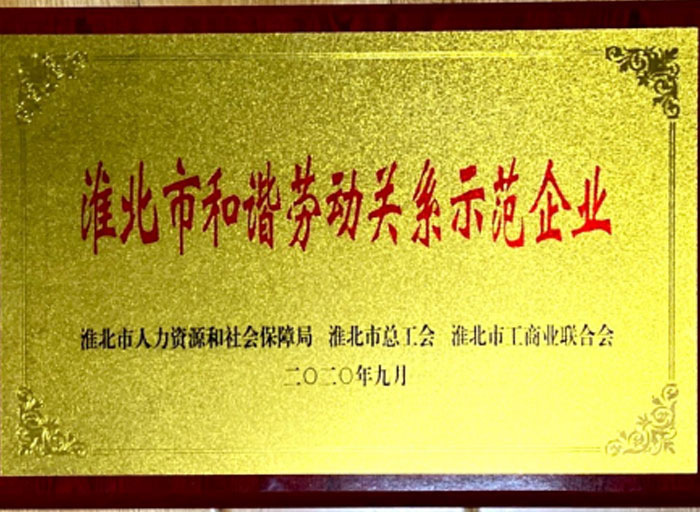 淮北市和谐劳动关系示范企业
淮北市人力资源和社会保障局 淮北市总工会 淮北市工商业联合会
二〇二〇年九月